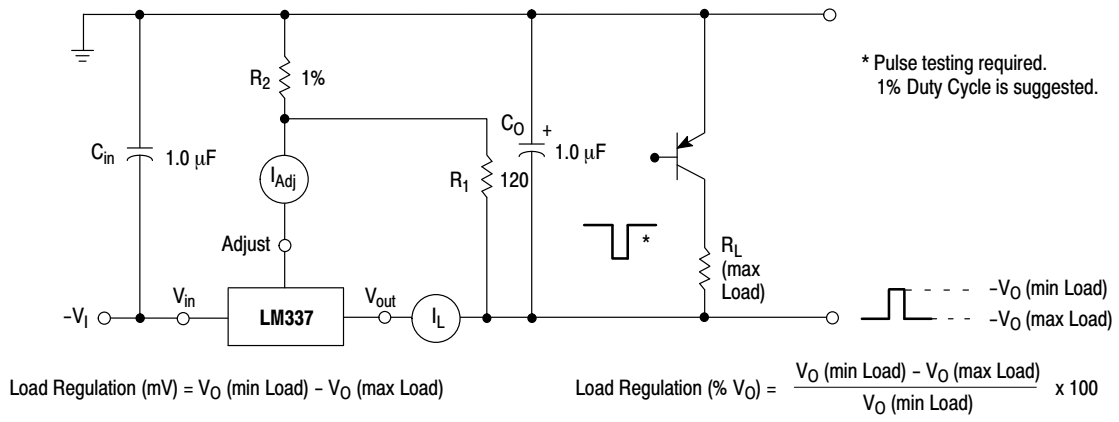 * Pulse testing required.
1% Duty Cycle is suggested.
R2 1%
CO +
1.0 μF
Cin 1.0 μF
IAdj
R1 120
*
Adjust
RL
(max
Load)
–VI Vin LM337 Vout IL
–VO (min Load)
–VO (max Load)
Load Regulation (mV) = VO (min Load) – VO (max Load)
Load Regulation (% VO) = VO (min Load) – VO (max Load) x 100
VO (min Load)